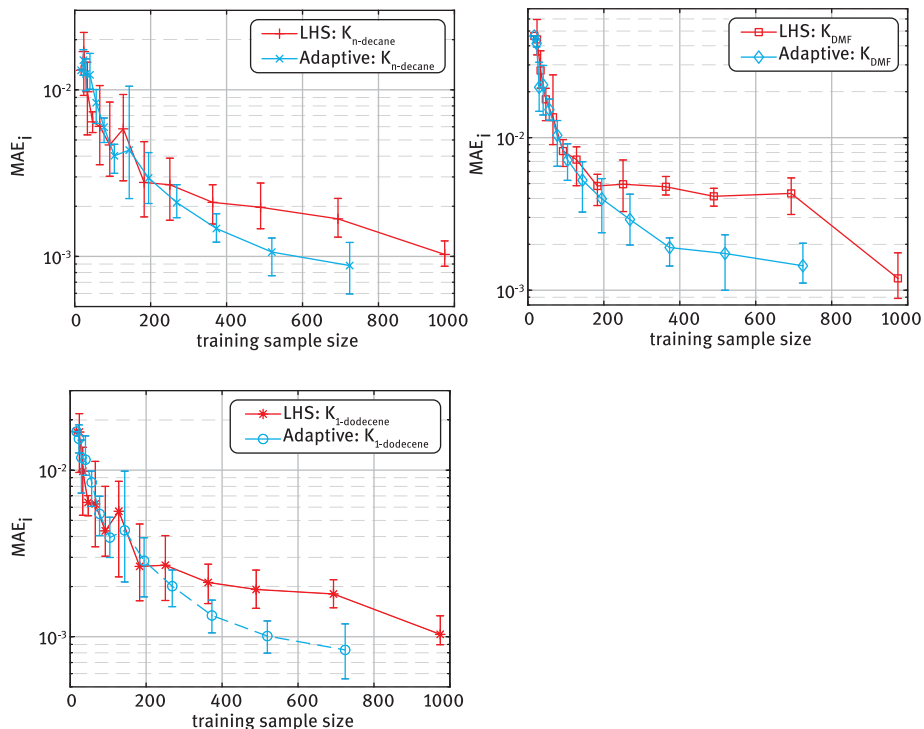 LHS: K_n-decane
Adaptive: K_n-decane
10^-2
10^-3
MAE_i
0 200 400 600 800 1000
training sample size
LHS: K_DMF
Adaptive: K_DMF
10^-2
10^-3
MAE_i
0 200 400 600 800 1000
training sample size
LHS: K_1-dodecene
Adaptive: K_1-dodecene
10^-2
10^-3
MAE_i
0 200 400 600 800 1000
training sample size